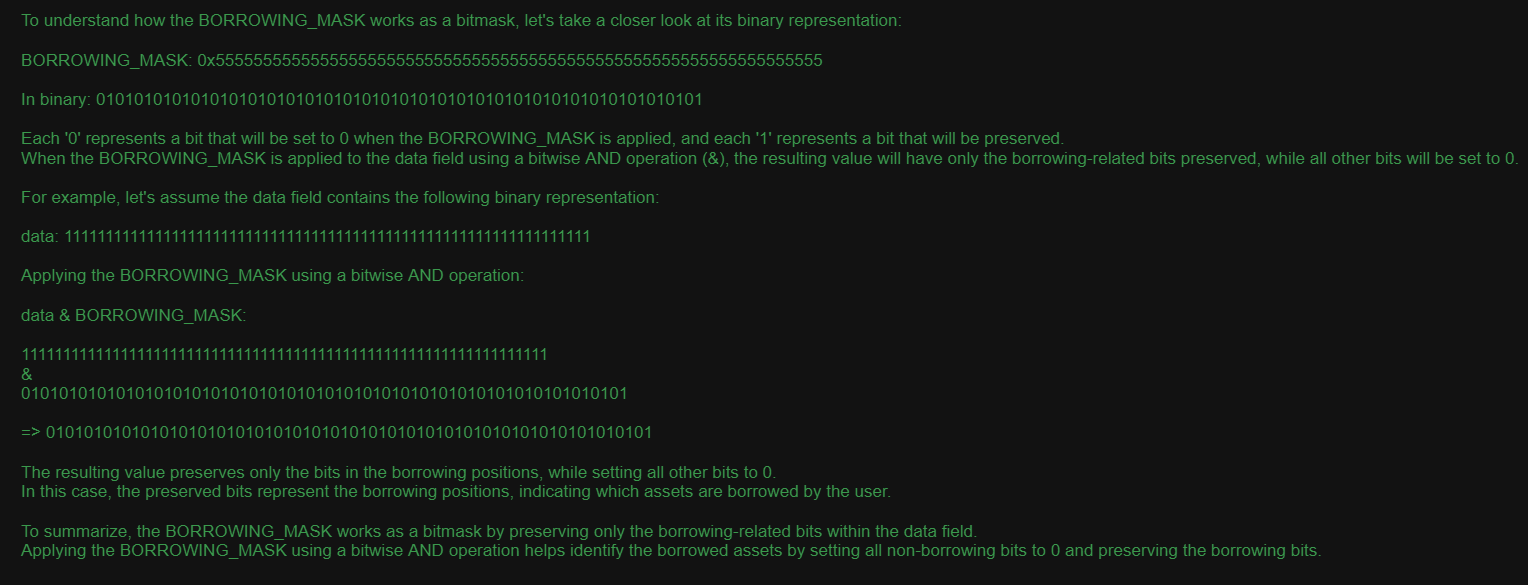 To understand how the BORROWING_MASK works as a bitmask, let's take a closer look at its binary representation:
BORROWING_MASK: 0x5555555555555555555555555555555555555555555555555555555555555555
In binary: 0101010101010101010101010101010101010101010101010101010101010101
Each '0' represents a bit that will be set to 0 when the BORROWING_MASK is applied, and each '1' represents a bit that will be preserved.
When the BORROWING_MASK is applied to the data field using a bitwise AND operation (&), the resulting value will have only the borrowing-related bits preserved, while all other bits will be set to 0.
For example, let's assume the data field contains the following binary representation:
data: 1111111111111111111111111111111111111111111111111111111111111111
Applying the BORROWING_MASK using a bitwise AND operation:
data & BORROWING_MASK:
1111111111111111111111111111111111111111111111111111111111111111
&
0101010101010101010101010101010101010101010101010101010101010101
=> 0101010101010101010101010101010101010101010101010101010101010101
The resulting value preserves only the bits in the borrowing positions, while setting all other bits to 0.
In this case, the preserved bits represent the borrowing positions, indicating which assets are borrowed by the user.
To summarize, the BORROWING_MASK works as a bitmask by preserving only the borrowing-related bits within the data field.
Applying the BORROWING_MASK using a bitwise AND operation helps identify the borrowed assets by setting all non-borrowing bits to 0 and preserving the borrowing bits.